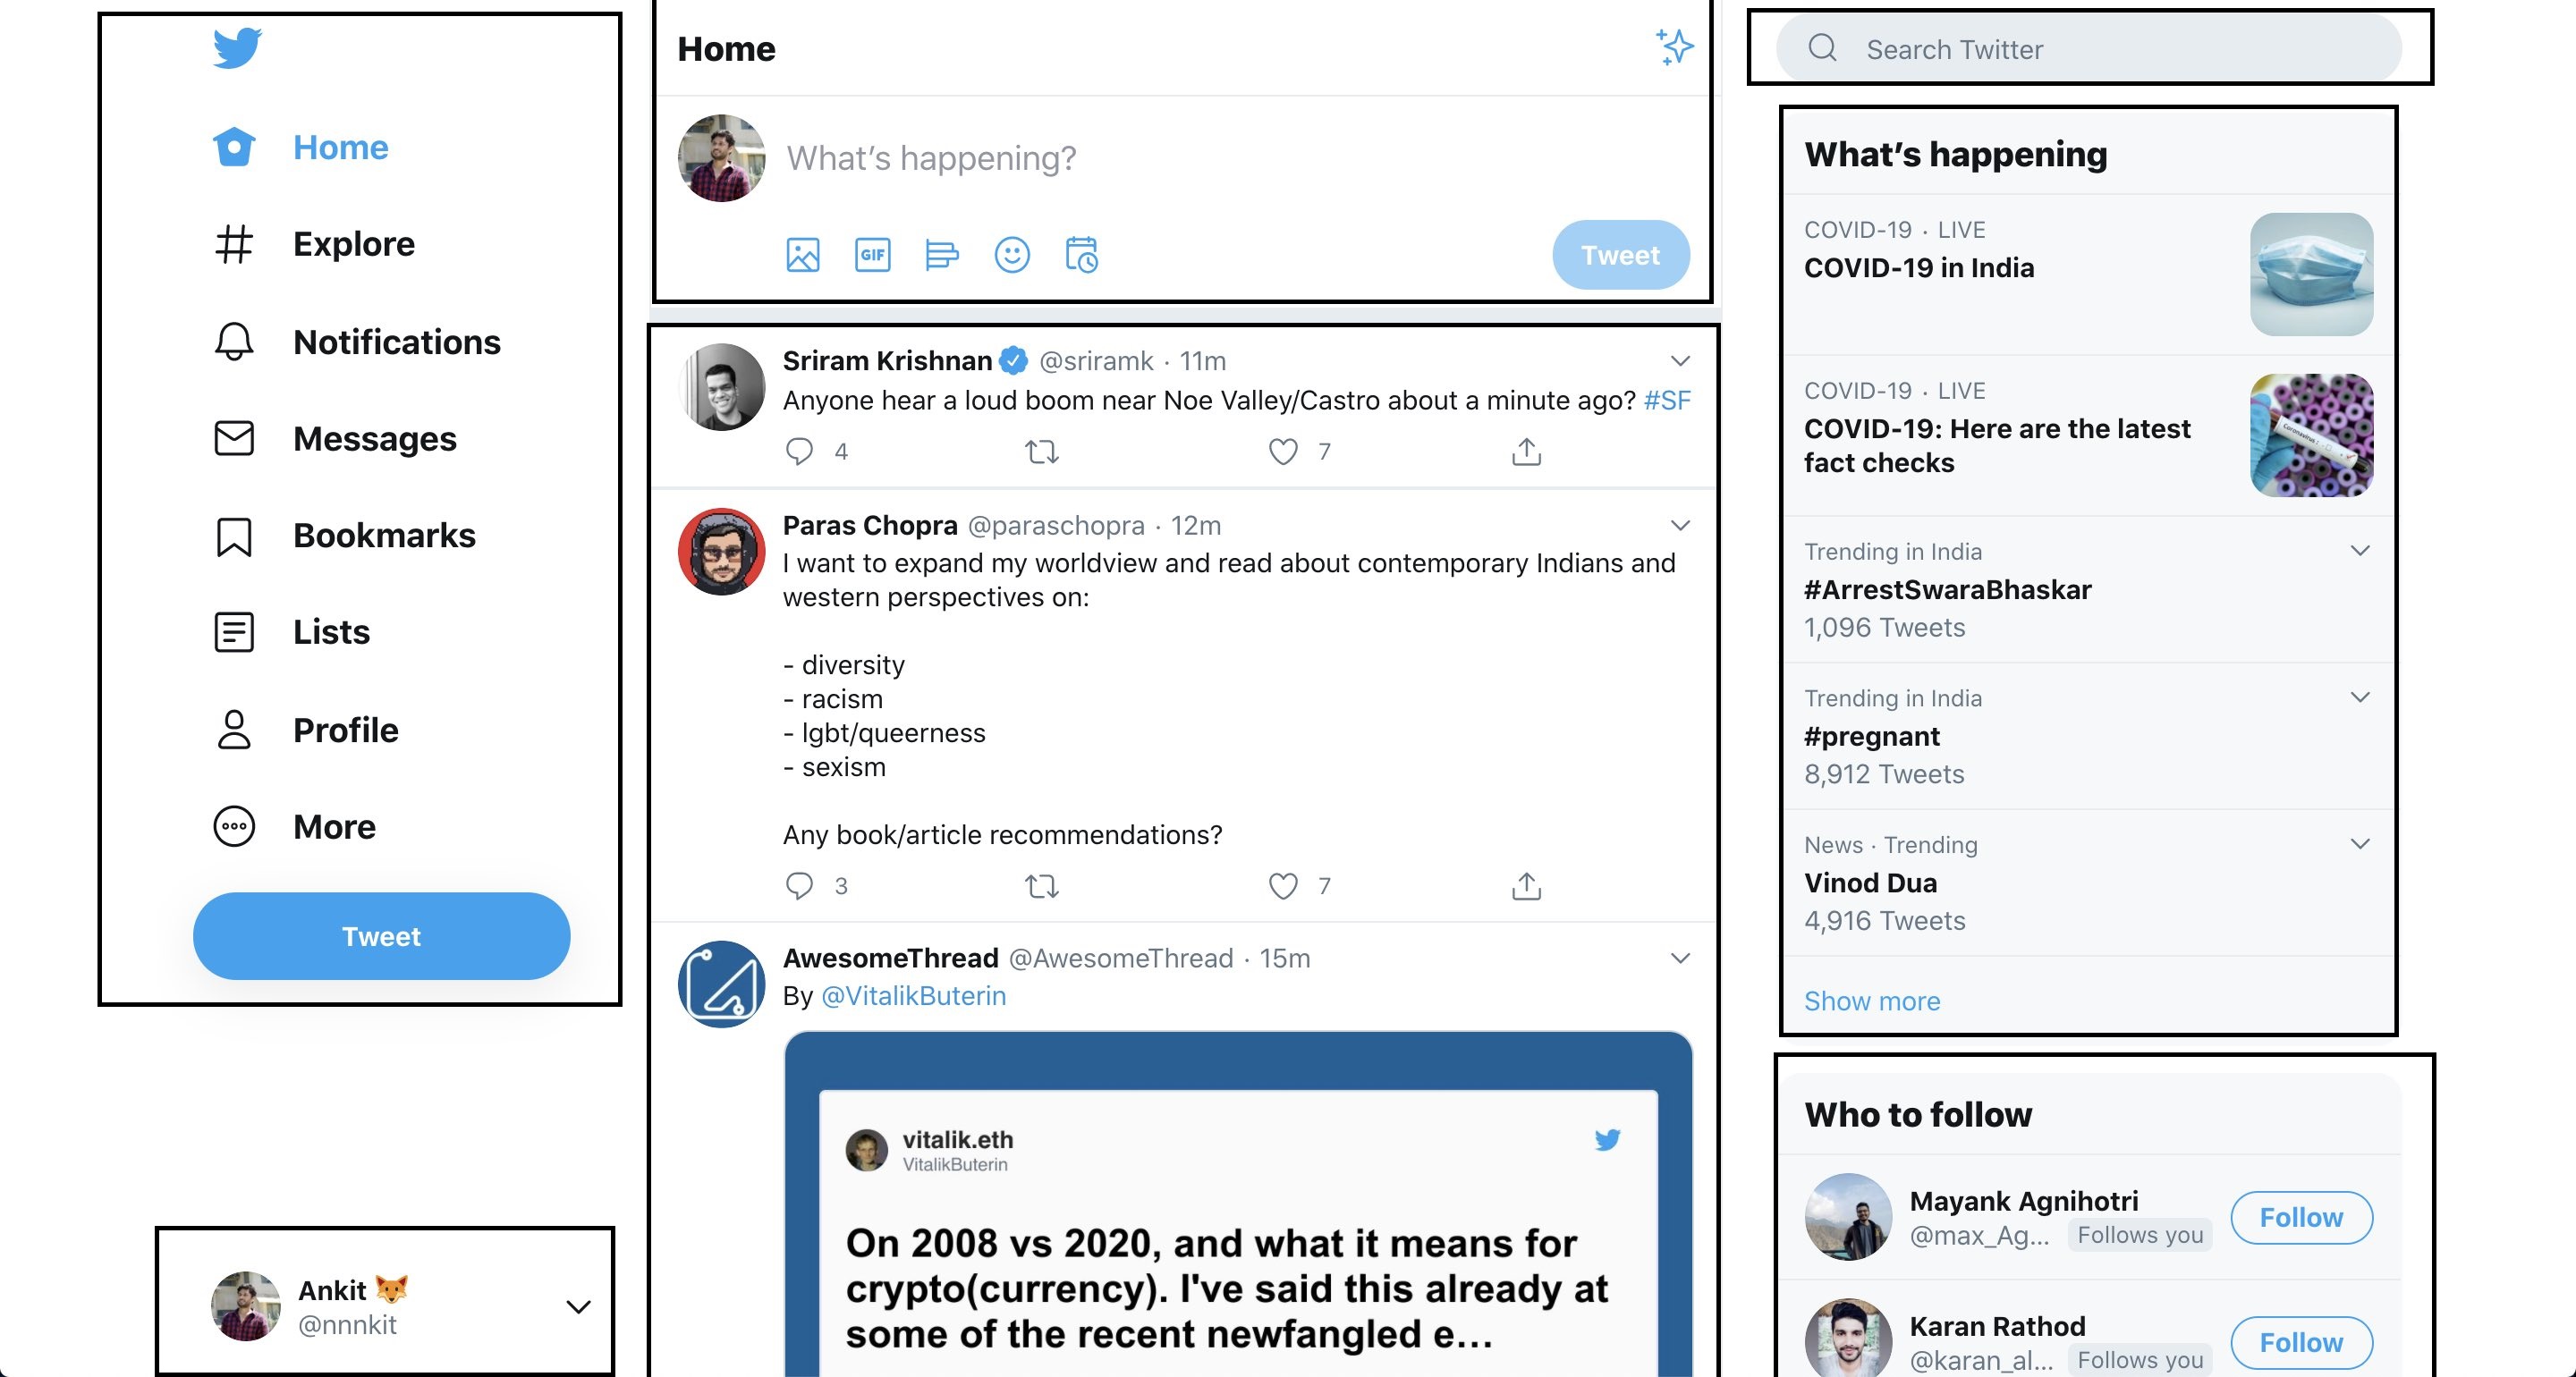 Home
Explore
Notifications
Messages
Bookmarks
Lists
Profile
More
Tweet
Ankit 🦊
@nnnkit
Home
What’s happening?
GIF
Tweet
Sriram Krishnan @sriramk · 11m
Anyone hear a loud boom near Noe Valley/Castro about a minute ago? #SF
4 7
Paras Chopra @paraschopra · 12m
I want to expand my worldview and read about contemporary Indians and
western perspectives on:
- diversity
- racism
- lgbt/queerness
- sexism
Any book/article recommendations?
3 7
AwesomeThread @AwesomeThread · 15m
By @VitalikButerin
vitalik.eth
VitalikButerin
On 2008 vs 2020, and what it means for
crypto(currency). I've said this already at
some of the recent newfangled e...
Search Twitter
What’s happening
COVID-19 · LIVE
COVID-19 in India
COVID-19 · LIVE
COVID-19: Here are the latest
fact checks
Coronavirus
Trending in India
#ArrestSwaraBhaskar
1,096 Tweets
Trending in India
#pregnant
8,912 Tweets
News · Trending
Vinod Dua
4,916 Tweets
Show more
Who to follow
Mayank Agnihotri
@max_Ag... Follows you
Follow
Karan Rathod
@karan_al... Follows you
Follow